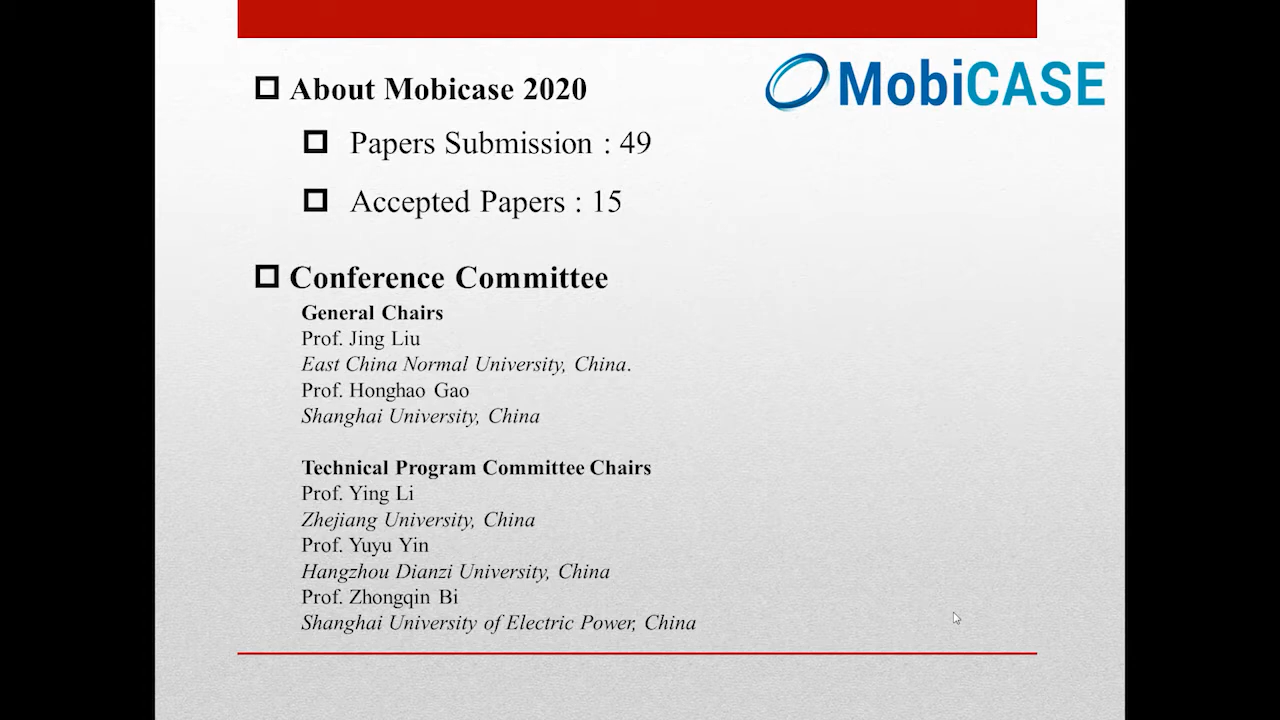 About Mobicase 2020
MobiCASE
Papers Submission : 49
Accepted Papers : 15
Conference Committee
General Chairs
Prof. Jing Liu
East China Normal University, China.
Prof. Honghao Gao
Shanghai University, China
Technical Program Committee Chairs
Prof. Ying Li
Zhejiang University, China
Prof. Yuyu Yin
Hangzhou Dianzi University, China
Prof. Zhongqin Bi
Shanghai University of Electric Power, China